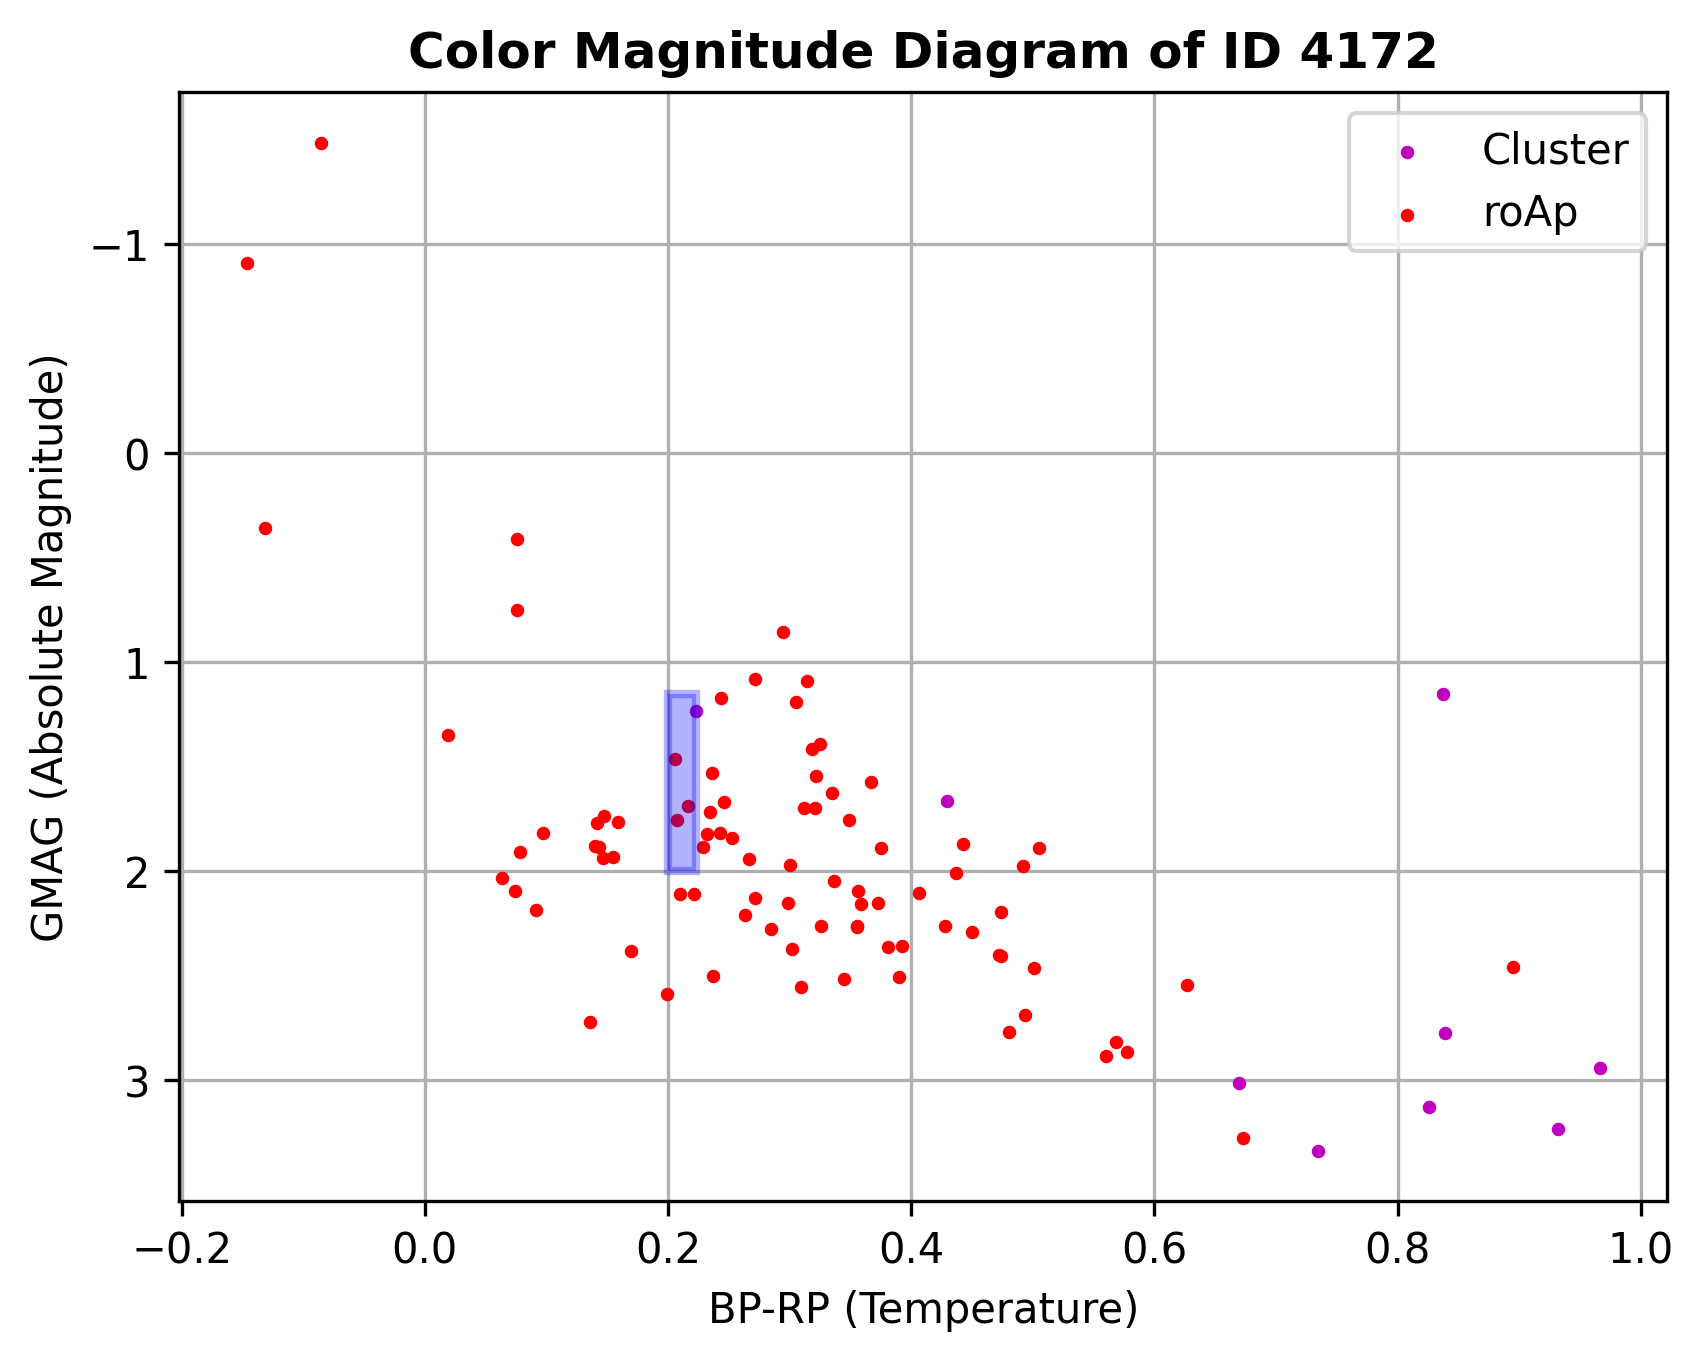 Color Magnitude Diagram of ID 4172
Cluster
roAp
GMAG (Absolute Magnitude)
−1
0
1
2
3
−0.2 0.0 0.2 0.4 0.6 0.8 1.0
BP-RP (Temperature)